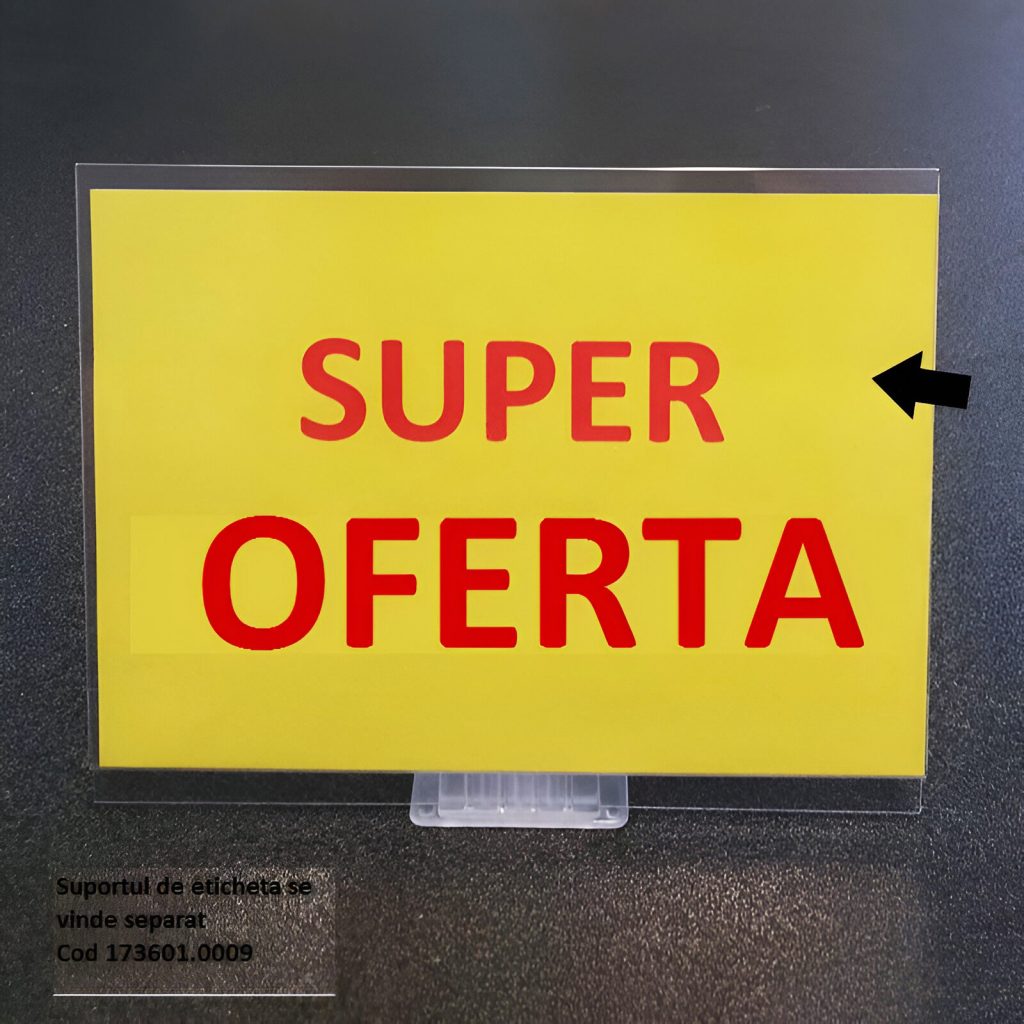 SUPER
OFERTA
Suportul de eticheta se
vinde separat
Cod 173601.0009